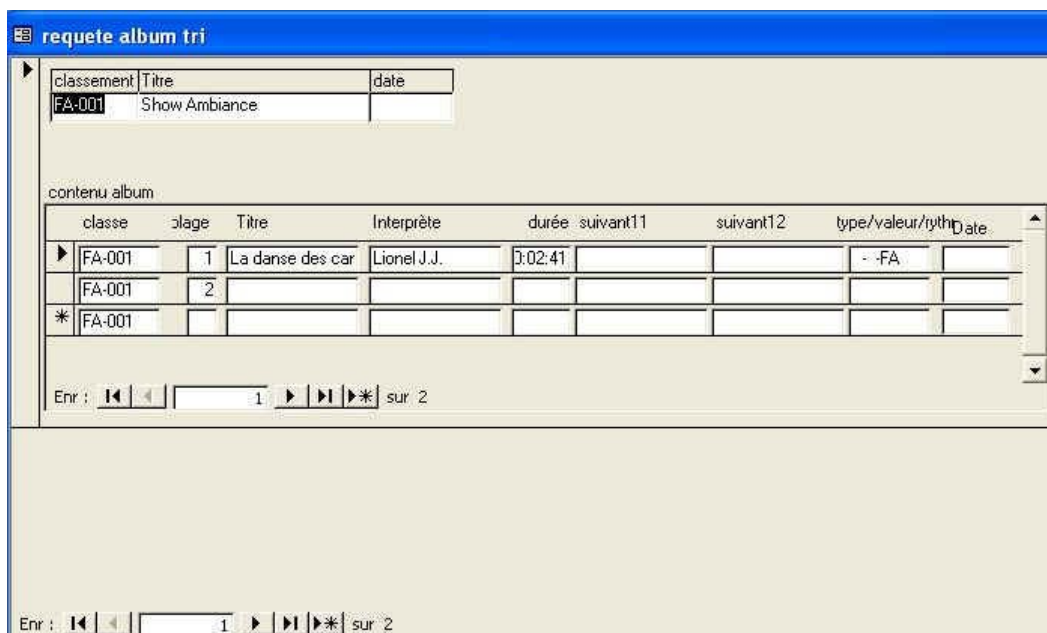 requete album tri
classement Titre date
FA-001 Show Ambiance
contenu album
classe plage Titre Interprète durée suivant11 suivant12 type/valeur/ryth Date
FA-001 1 La danse des car Lionel J.J. 0:02:41 - -FA
FA-001 2
FA-001
Enr : 1 sur 2
Enr : 1 sur 2